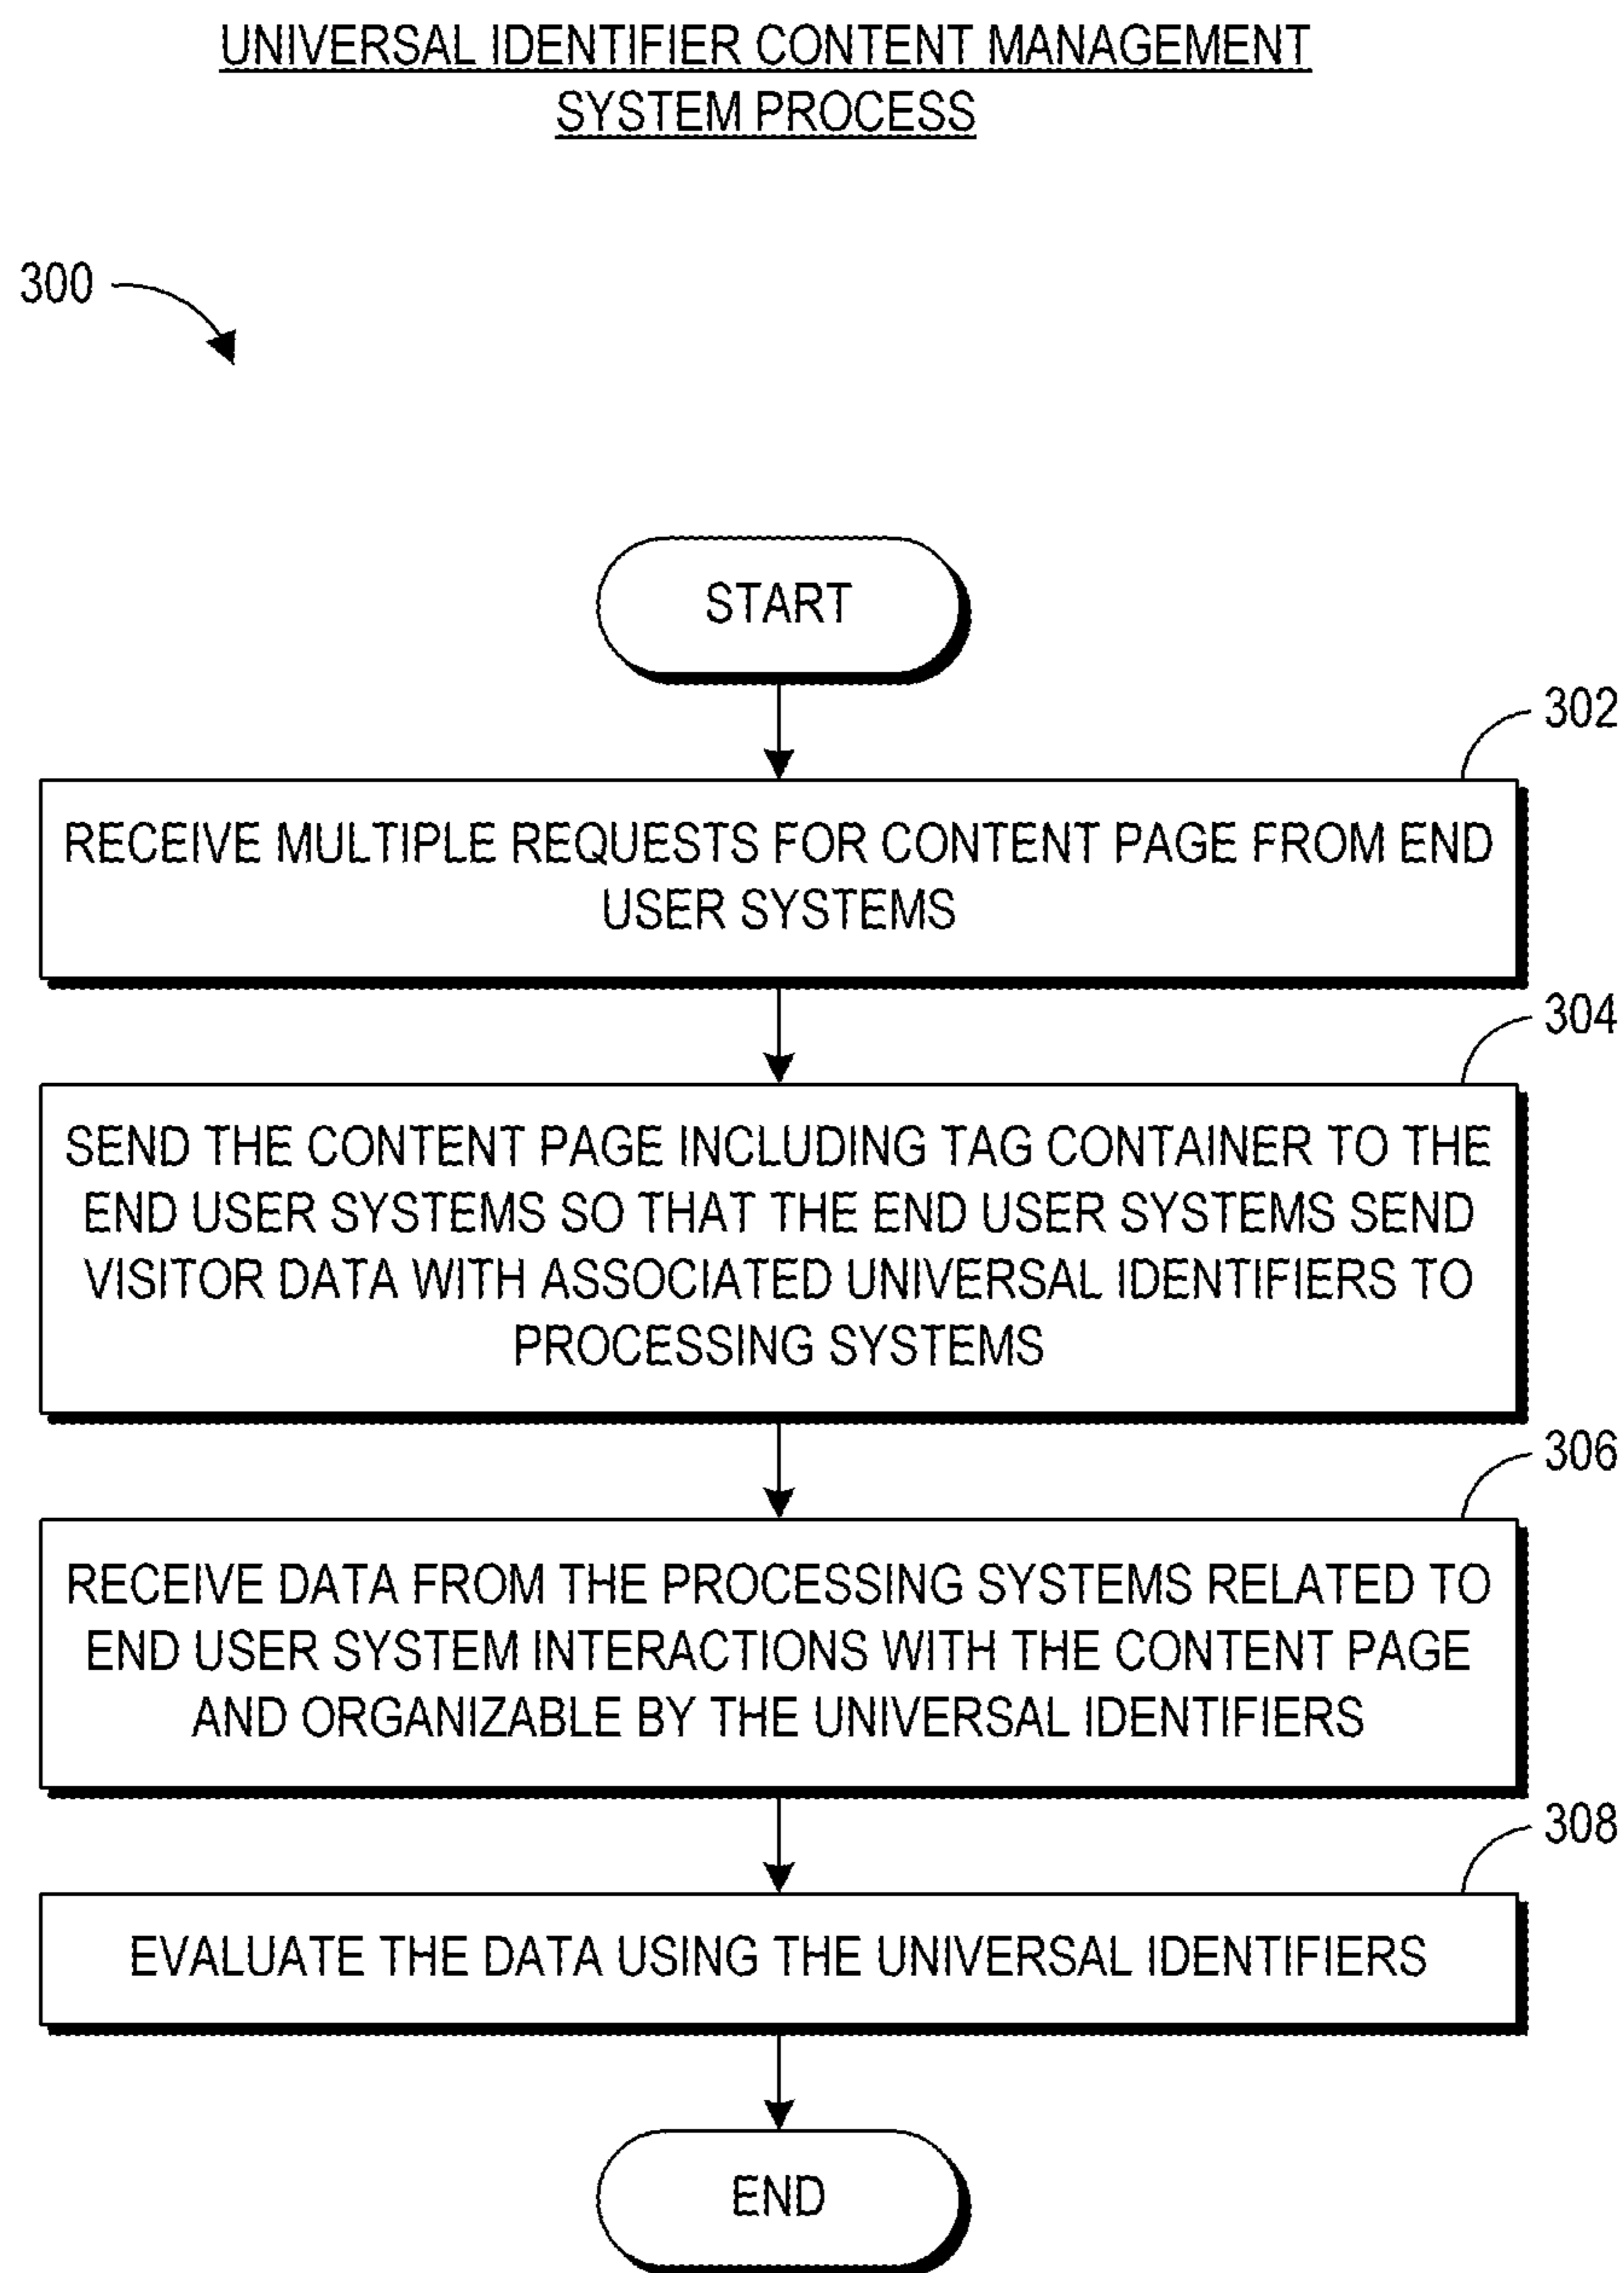 UNIVERSAL IDENTIFIER CONTENT MANAGEMENT
SYSTEM PROCESS
300
START
302
RECEIVE MULTIPLE REQUESTS FOR CONTENT PAGE FROM END
USER SYSTEMS
304
SEND THE CONTENT PAGE INCLUDING TAG CONTAINER TO THE
END USER SYSTEMS SO THAT THE END USER SYSTEMS SEND
VISITOR DATA WITH ASSOCIATED UNIVERSAL IDENTIFIERS TO
PROCESSING SYSTEMS
306
RECEIVE DATA FROM THE PROCESSING SYSTEMS RELATED TO
END USER SYSTEM INTERACTIONS WITH THE CONTENT PAGE
AND ORGANIZABLE BY THE UNIVERSAL IDENTIFIERS
308
EVALUATE THE DATA USING THE UNIVERSAL IDENTIFIERS
END